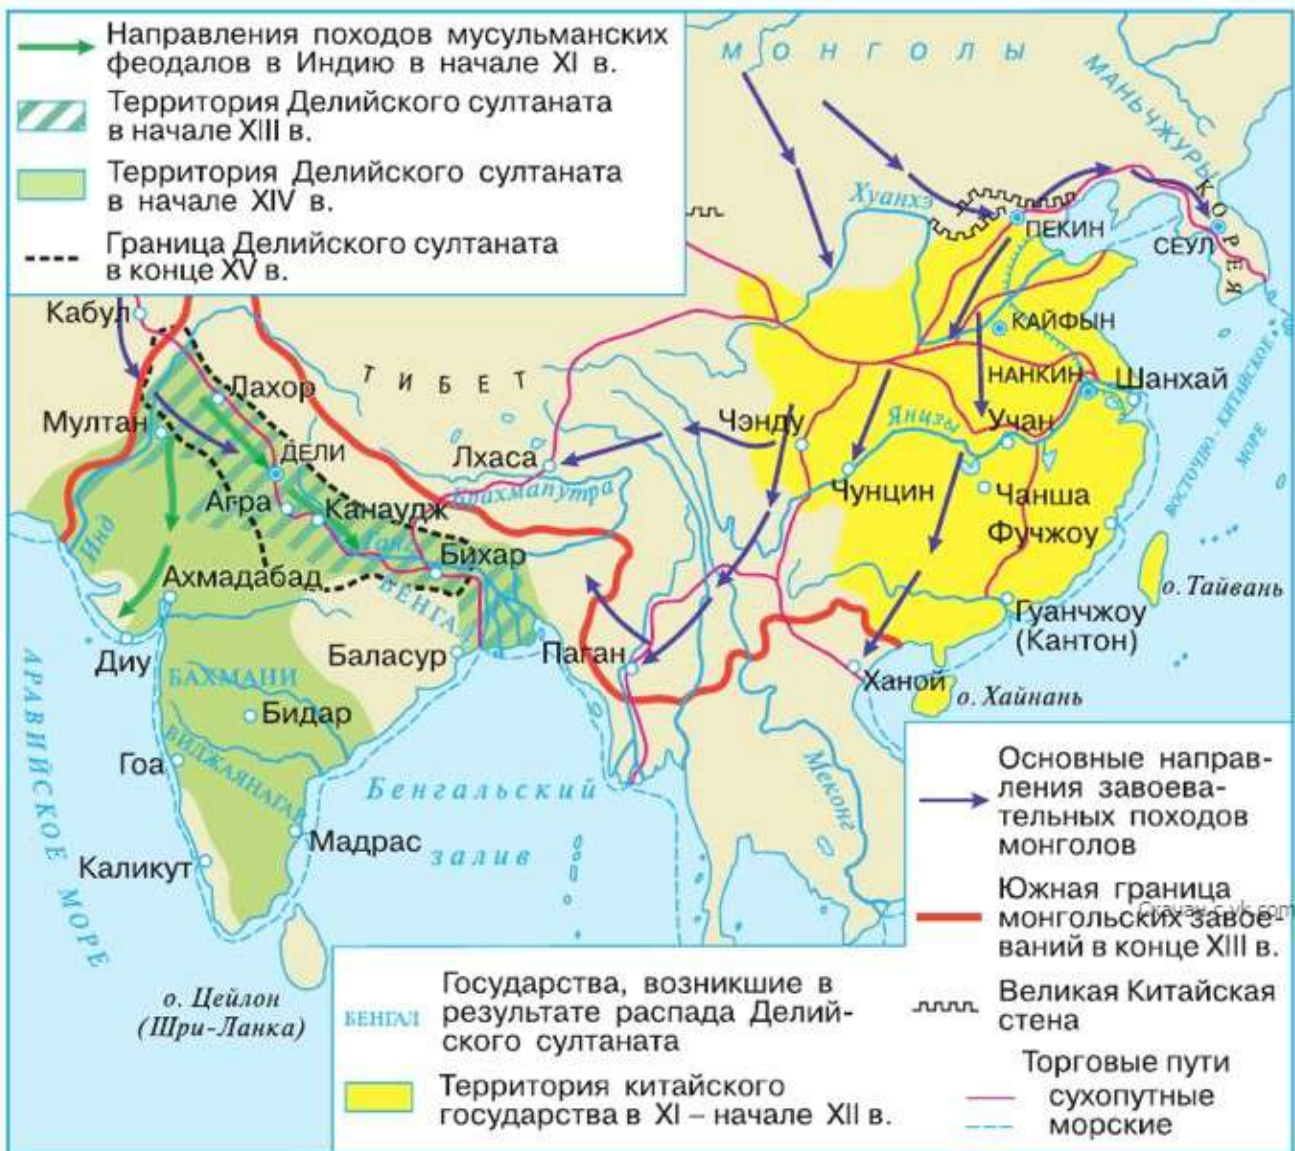 Направления походов мусульманских
феодалов в Индию в начале XI в.
Территория Делийского султаната
в начале XIII в.
Территория Делийского султаната
в начале XIV в.
Граница Делийского султаната
в конце XV в.
МОНГОЛЫ
МАНЬЧЖУРЫ
КОРЕЯ
Хуанхэ
ПЕКИН
СЕУЛ
Кабул
КАЙФЫН
ТИБЕТ
Лахор
НАНКИН
Шанхай
Мултан
Чэнду
Янцзы
Учан
ВОСТОЧНО-КИТАЙСКОЕ
МОРЕ
ДЕЛИ
Лхаса
Брахмапутра
Чунцин
Чанша
Агра
Канаудж
Фучжоу
Инд
Ганг
Бихар
Ахмадабад
БЕНГАЛ
о. Тайвань
Гуанчжоу
(Кантон)
Диу
Баласур
Паган
Ханой
о. Хайнань
БАХМАНИ
Бидар
АРАВИЙСКОЕ МОРЕ
Гоа
ВИДЖАЯНАГАР
Бенгальский
залив
Меконг
Мадрас
Каликут
о. Цейлон
(Шри-Ланка)
Основные направ-
ления завоева-
тельных походов
монголов
Южная граница
монгольских завое-
ваний в конце XIII в.
Скачан с vk.com
Великая Китайская
стена
Торговые пути
сухопутные
морские
БЕНГАЛ
Государства, возникшие в
результате распада Делий-
ского султаната
Территория китайского
государства в XI – начале XII в.